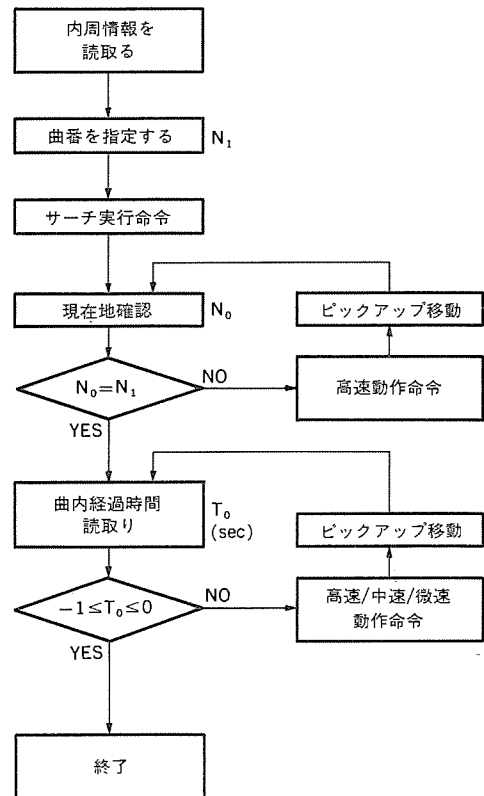 内周情報を
読取る
曲番を指定する
N₁
サーチ実行命令
現在地確認
N₀
ピックアップ移動
N₀=N₁
NO
高速動作命令
YES
曲内経過時間
読取り
T₀
(sec)
ピックアップ移動
−1≤T₀≤0
NO
高速/中速/微速
動作命令
YES
終了